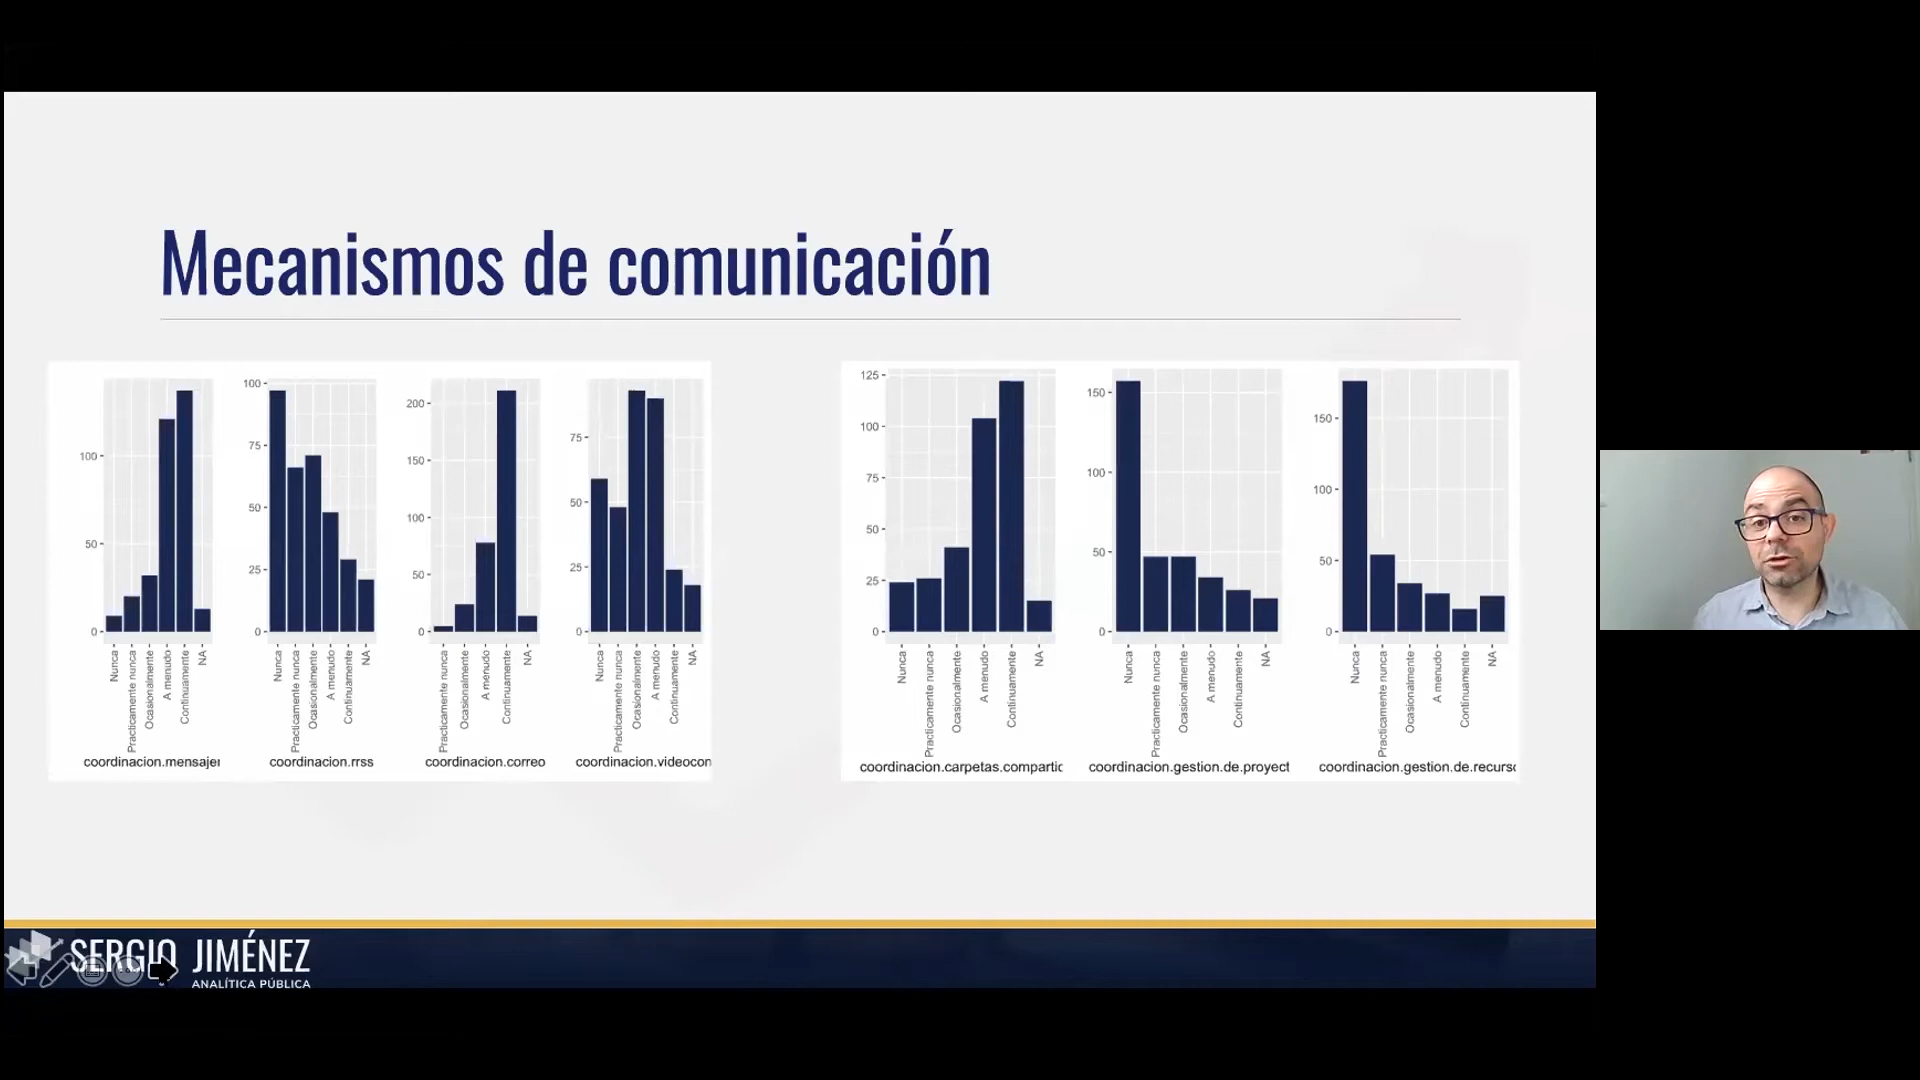 Mecanismos de comunicación
100
50
0
Nunca
Practicamente nunca
Ocasionalmente
A menudo
Continuamente
NA
coordinacion.mensajer
100
75
50
25
0
Nunca
Practicamente nunca
Ocasionalmente
A menudo
Continuamente
NA
coordinacion.rrss
200
150
100
50
0
Practicamente nunca
Ocasionalmente
A menudo
Continuamente
NA
coordinacion.correo
75
50
25
0
Nunca
Practicamente nunca
Ocasionalmente
A menudo
Continuamente
NA
coordinacion.videocon
125
100
75
50
25
0
Nunca
Practicamente nunca
Ocasionalmente
A menudo
Continuamente
NA
coordinacion.carpetas.compartic
150
100
50
0
Nunca
Practicamente nunca
Ocasionalmente
A menudo
Continuamente
NA
coordinacion.gestion.de.proyect
150
100
50
0
Nunca
Practicamente nunca
Ocasionalmente
A menudo
Continuamente
NA
coordinacion.gestion.de.recurso
SERGIO JIMÉNEZ
ANALÍTICA PÚBLICA